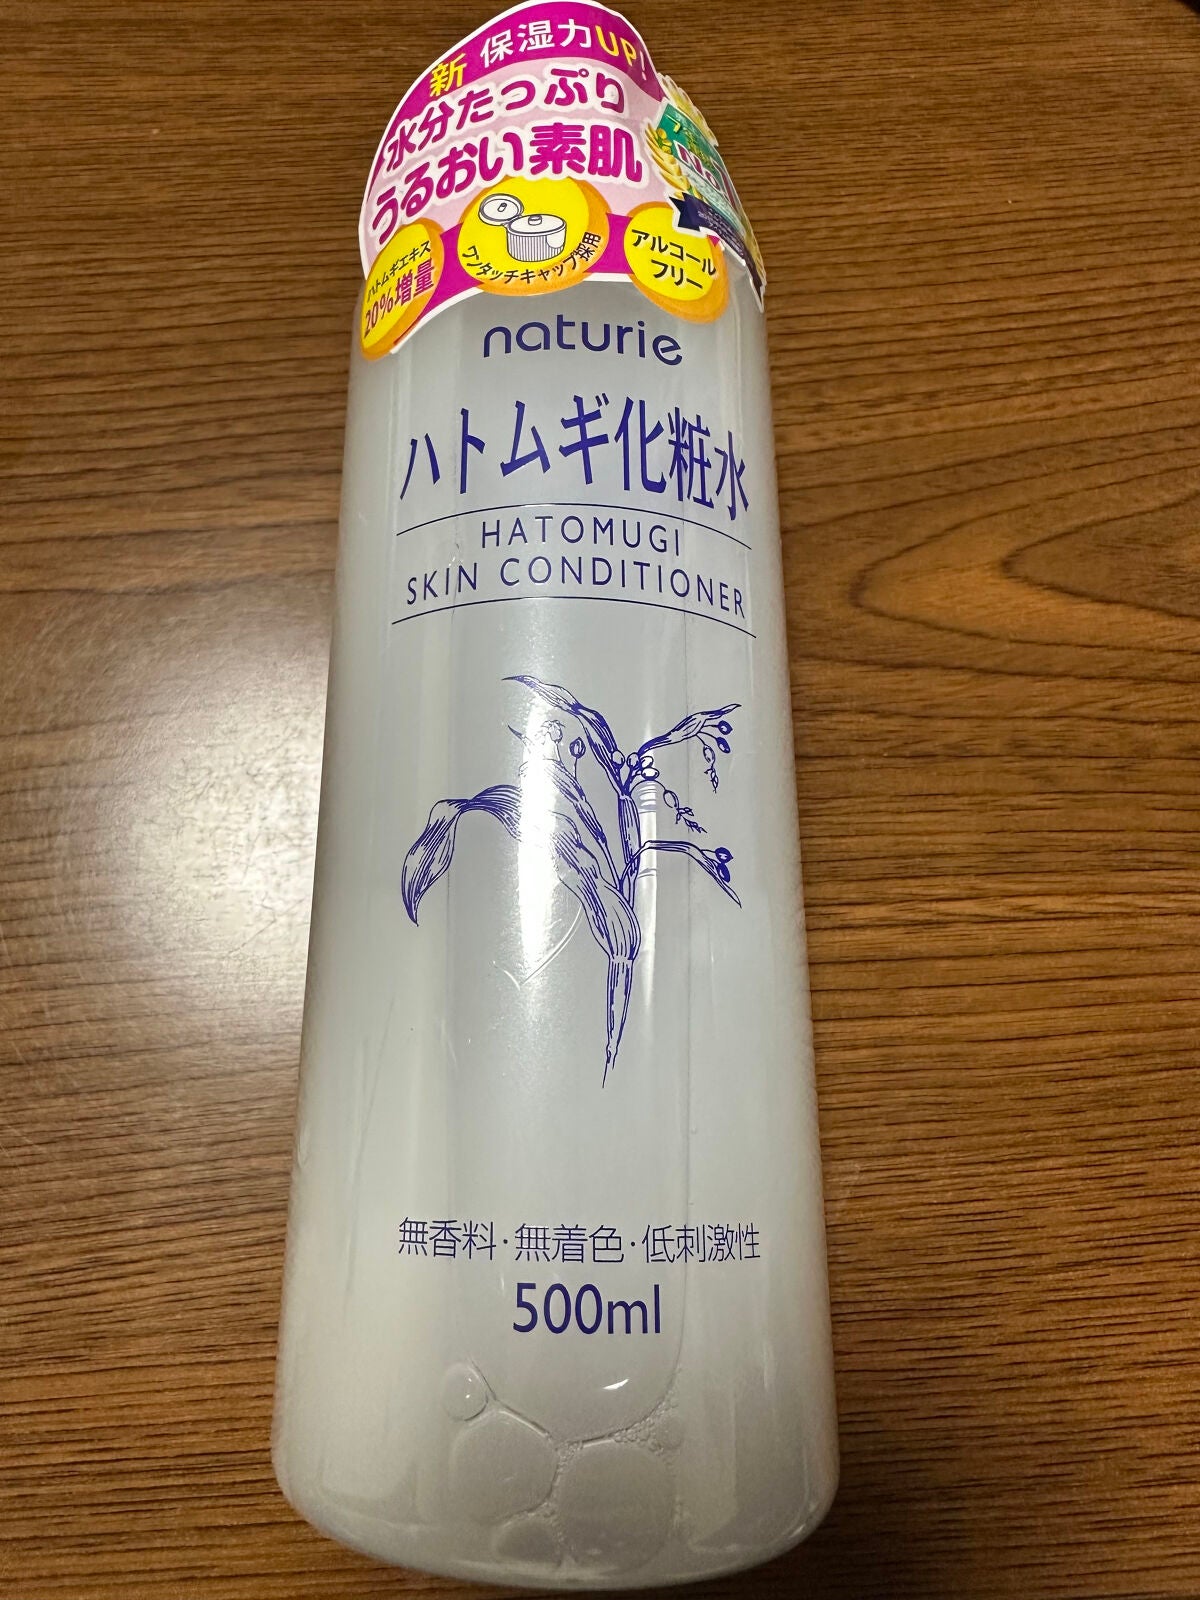 新 保湿力UP!
水分たっぷり
うるおい素肌
ハトムギエキス
20%増量
ワンタッチキャップ採用
アルコール
フリー
No.1
naturie
ハトムギ化粧水
HATOMUGI
SKIN CONDITIONER
無香料・無着色・低刺激性
500ml